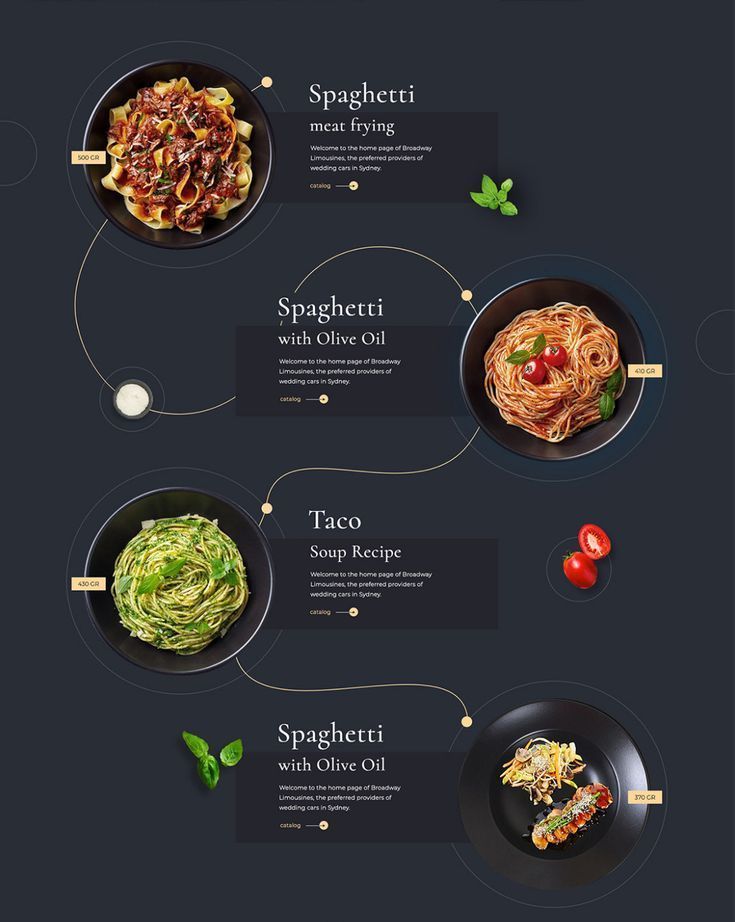 Spaghetti
meat frying
500 GR
Welcome to the home page of Broadway
Limousines, the preferred providers of
wedding cars in Sydney.
catalog
Spaghetti
with Olive Oil
Welcome to the home page of Broadway
Limousines, the preferred providers of
wedding cars in Sydney.
410 GR
catalog
Taco
Soup Recipe
Welcome to the home page of Broadway
Limousines, the preferred providers of
wedding cars in Sydney.
430 GR
catalog
Spaghetti
with Olive Oil
Welcome to the home page of Broadway
Limousines, the preferred providers of
wedding cars in Sydney.
370 GR
catalog